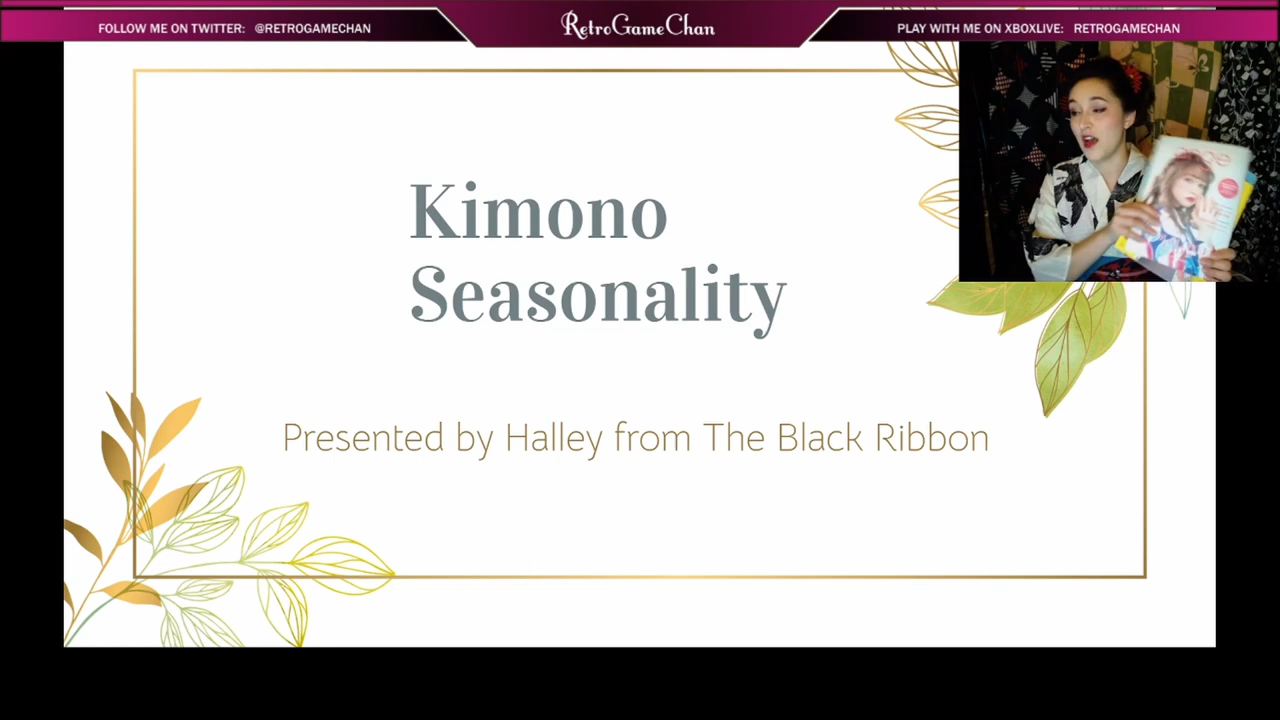 FOLLOW ME ON TWITTER: @RETROGAMECHAN
RetroGameChan
PLAY WITH ME ON XBOXLIVE: RETROGAMECHAN
Kimono
Seasonality
Presented by Halley from The Black Ribbon